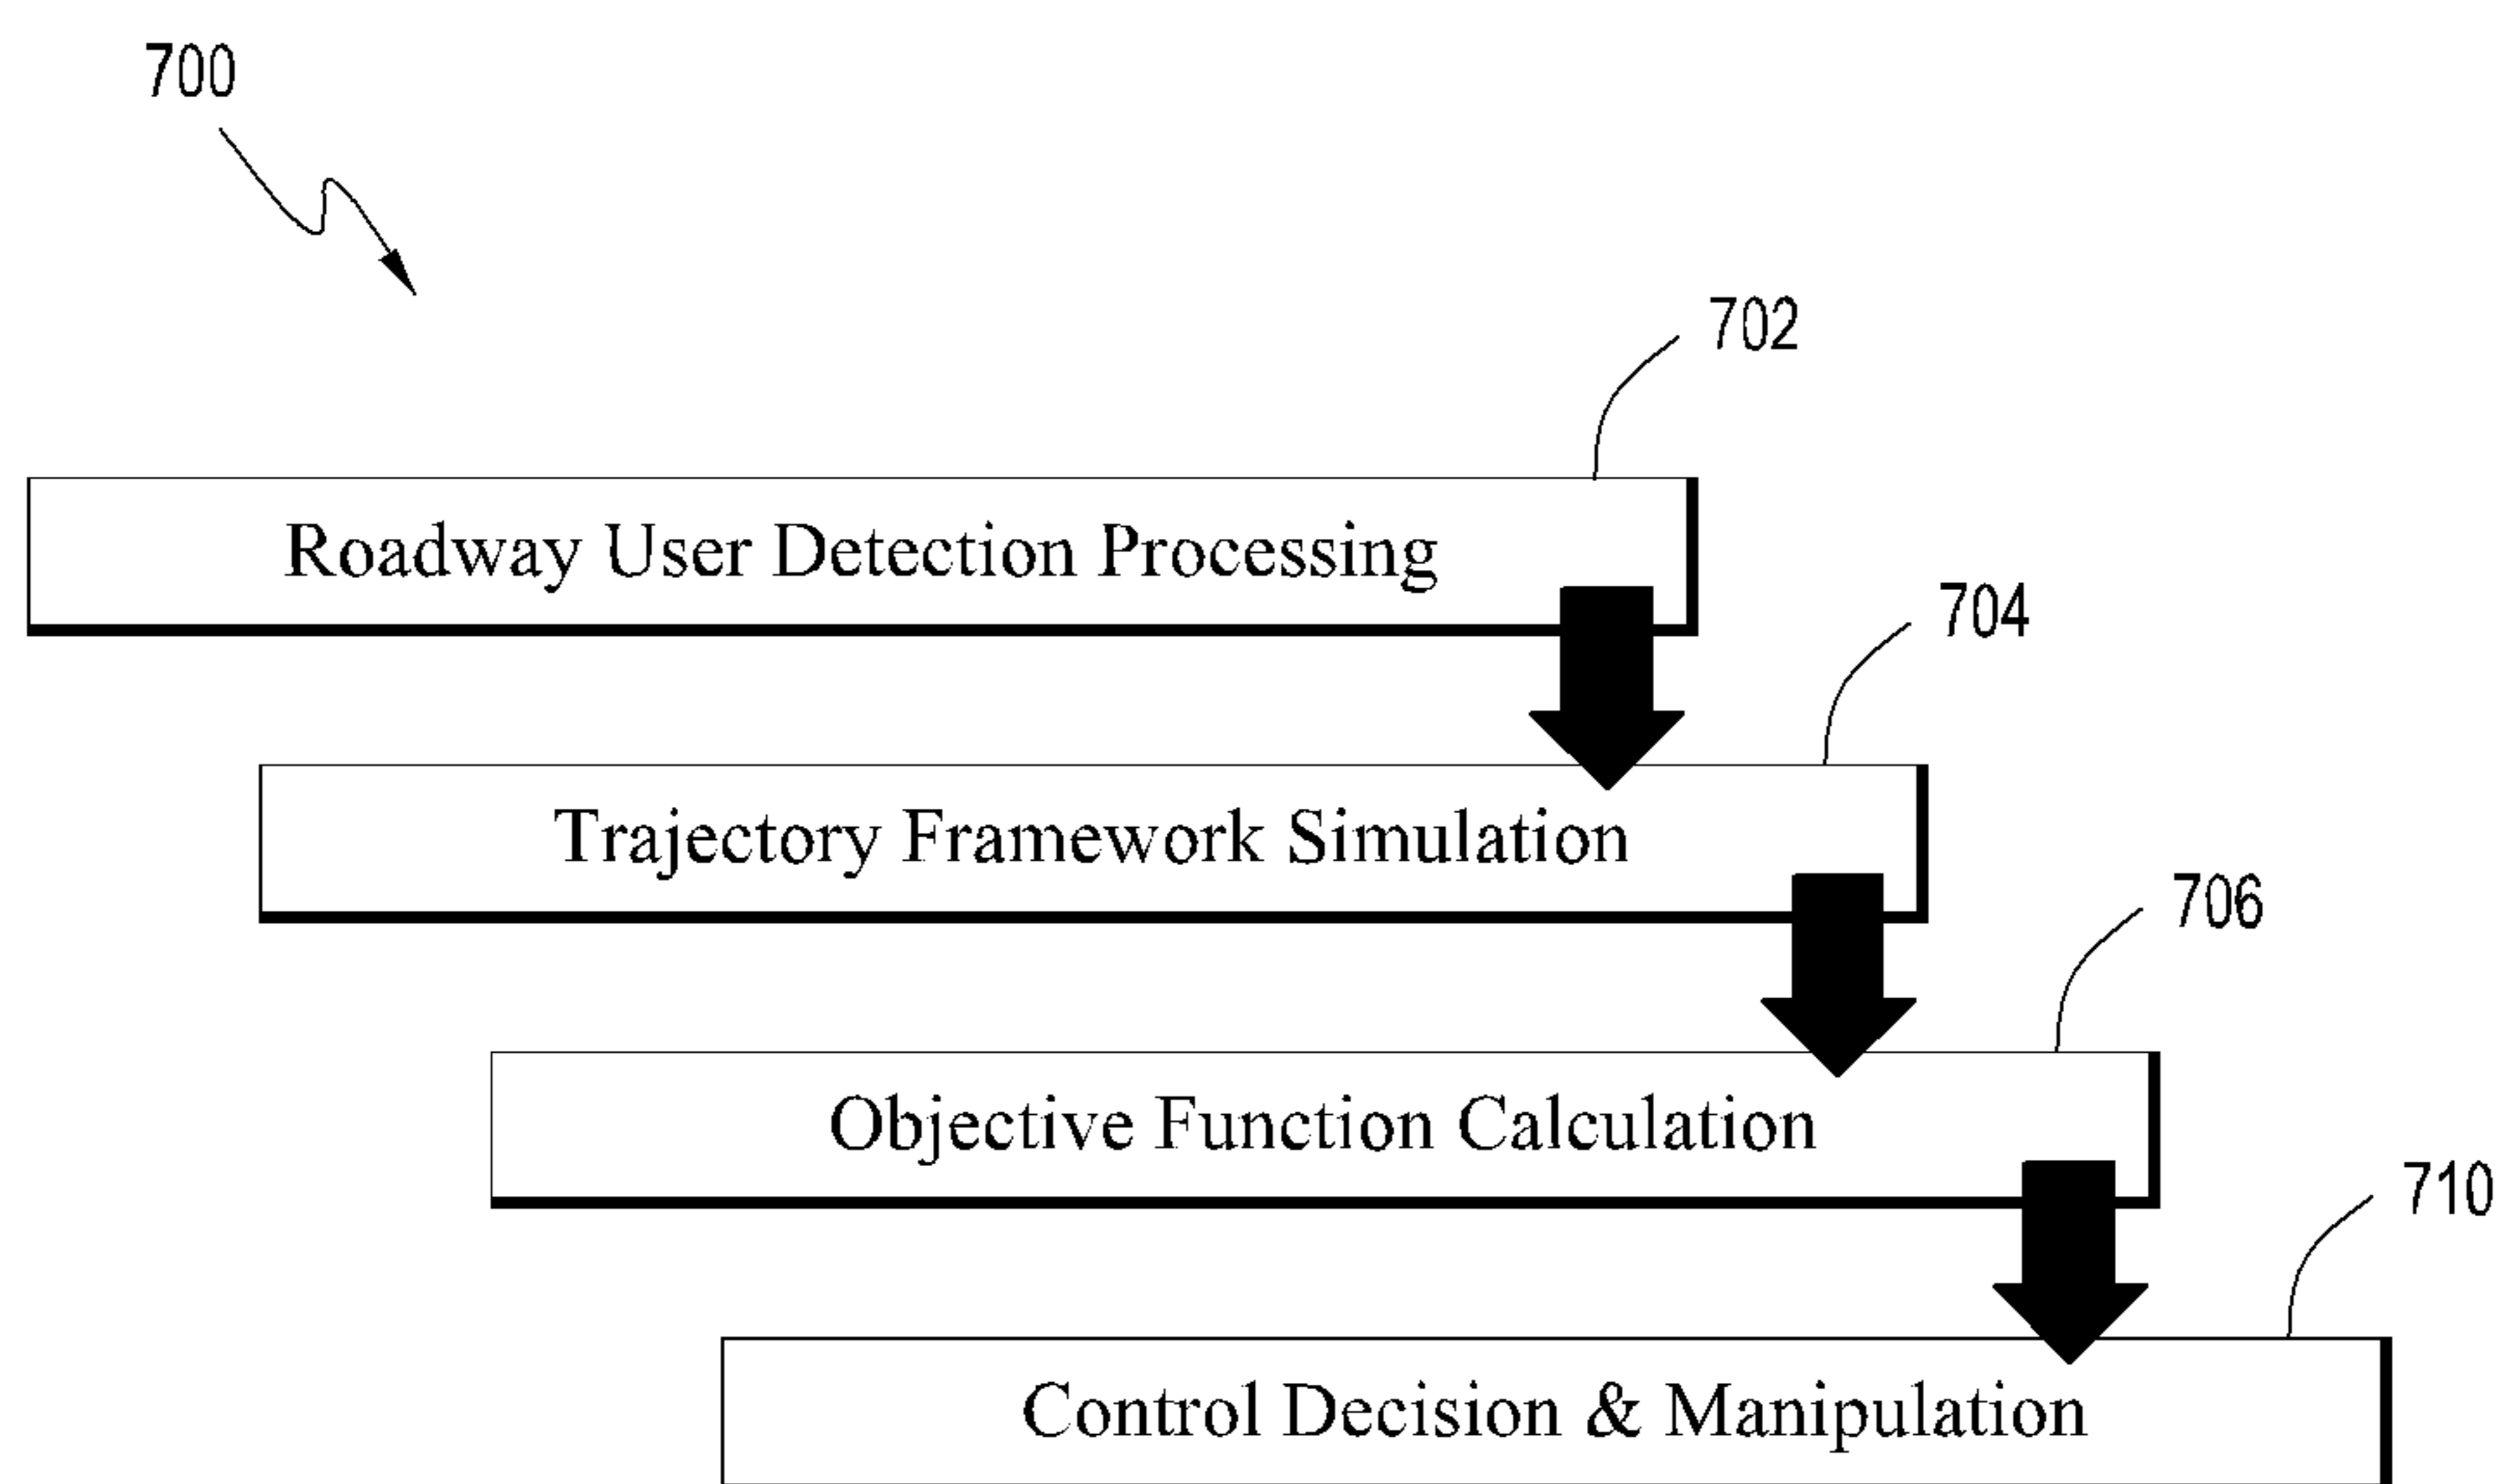 700
702
Roadway User Detection Processing
704
Trajectory Framework Simulation
706
Objective Function Calculation
710
Control Decision & Manipulation